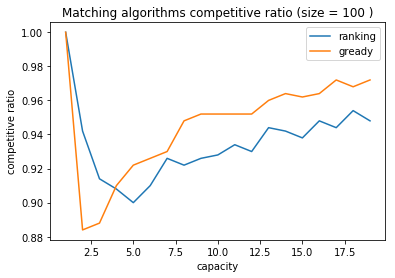 Matching algorithms competitive ratio (size = 100 )
ranking
gready
competitive ratio
1.00
0.98
0.96
0.94
0.92
0.90
0.88
2.5 5.0 7.5 10.0 12.5 15.0 17.5
capacity